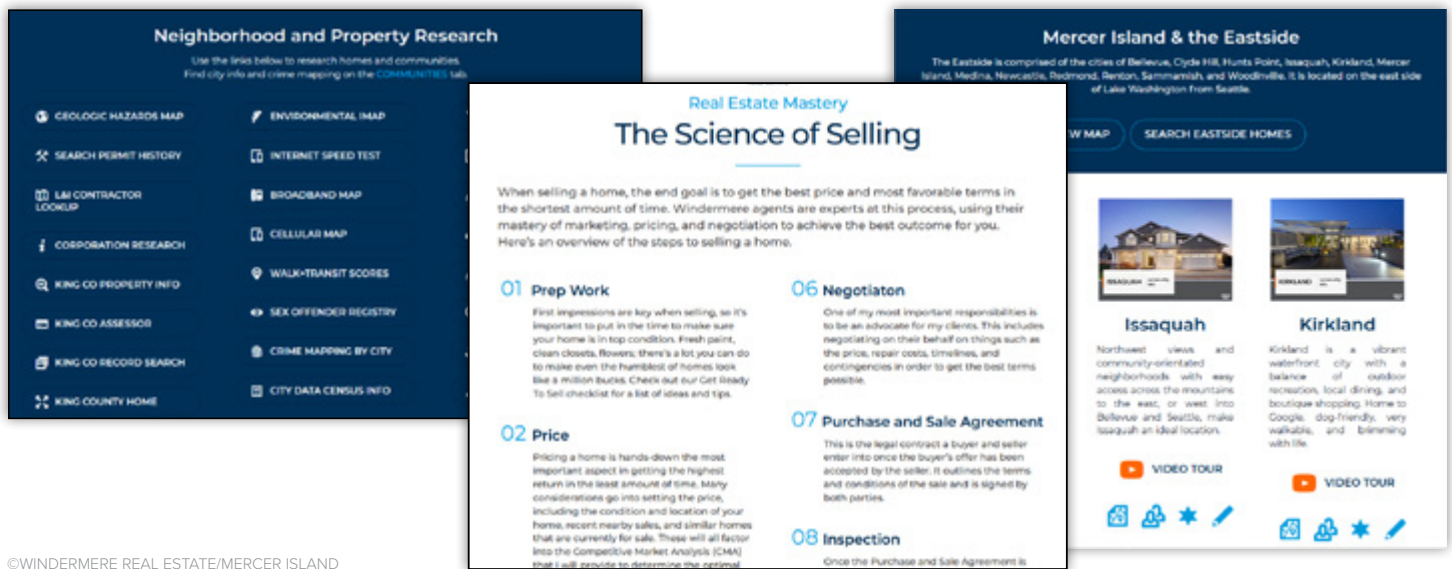 Neighborhood and Property Research
Use the links below to research homes and communities.
Find city info and crime mapping on the COMMUNITIES tab.
GEOLOGIC HAZARDS MAP
SEARCH PERMIT HISTORY
L&I CONTRACTOR
LOOKUP
CORPORATION RESEARCH
KING CO PROPERTY INFO
KING CO ASSESSOR
KING CO RECORD SEARCH
KING COUNTY HOME
ENVIRONMENTAL IMAP
INTERNET SPEED TEST
BROADBAND MAP
CELLULAR MAP
WALK+TRANSIT SCORES
SEX OFFENDER REGISTRY
CRIME MAPPING BY CITY
CITY DATA CENSUS INFO
Real Estate Mastery
The Science of Selling
When selling a home, the end goal is to get the best price and most favorable terms in
the shortest amount of time. Windermere agents are experts at this process, using their
mastery of marketing, pricing, and negotiation to achieve the best outcome for you.
Here's an overview of the steps to selling a home.
01 Prep Work
First impressions are key when selling, so it's
important to put in the time to make sure
your home is in top condition. Fresh paint,
clean closets, flowers; there's a lot you can do
to make even the humblest of homes look
like a million bucks. Check out our Get Ready
To Sell checklist for a list of ideas and tips.
02 Price
Pricing a home is hands-down the most
important aspect in getting the highest
return in the least amount of time. Many
considerations go into setting the price,
including the condition and location of your
home, recent nearby sales, and similar homes
that are currently for sale. These will all factor
into the Competitive Market Analysis (CMA)
that I will provide to determine the optimal
06 Negotiaton
One of my most important responsibilities is
to be an advocate for my clients. This includes
negotiating on their behalf on things such as
the price, repair costs, timelines, and
contingencies in order to get the best terms
possible.
07 Purchase and Sale Agreement
This is the legal contract a buyer and seller
enter into once the buyer's offer has been
accepted by the seller. It outlines the terms
and conditions of the sale and is signed by
both parties.
08 Inspection
Once the Purchase and Sale Agreement is
Mercer Island & the Eastside
The Eastside is comprised of the cities of Bellevue, Clyde Hill, Hunts Point, Issaquah, Kirkland, Mercer
Island, Medina, Newcastle, Redmond, Renton, Sammamish, and Woodinville. It is located on the east side
of Lake Washington from Seattle.
W MAP
SEARCH EASTSIDE HOMES
ISSAQUAH
KIRKLAND
Issaquah
Northwest views and
community-orientated
neighborhoods with easy
access across the mountains
to the east, or west into
Bellevue and Seattle, make
Issaquah an ideal location.
VIDEO TOUR
Kirkland
Kirkland is a vibrant
waterfront city with a
balance of outdoor
recreation, local dining, and
boutique shopping. Home to
Google, dog-friendly, very
walkable, and brimming
with life.
VIDEO TOUR
©WINDERMERE REAL ESTATE/MERCER ISLAND